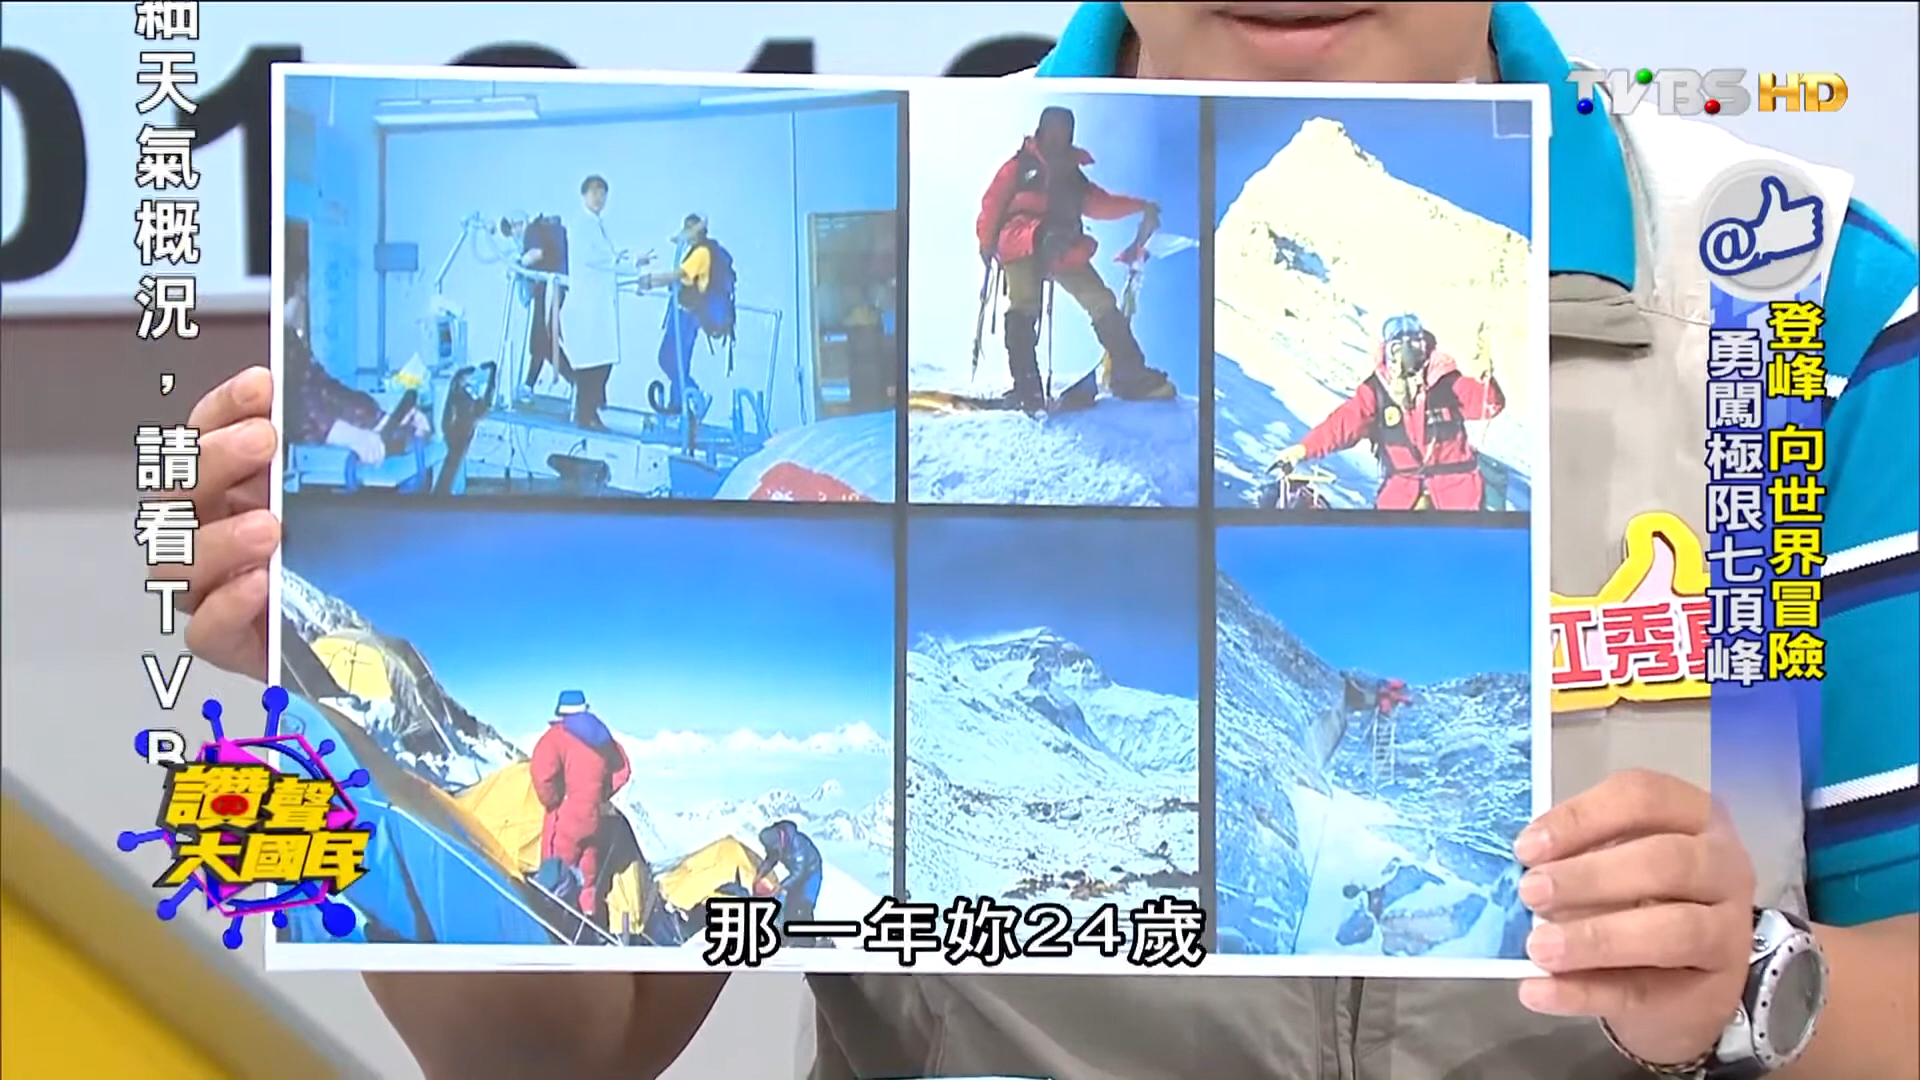 細天氣概況，請看TVB
TVBS HD
@
登峰 向世界冒險
勇闖極限七頂峰
江秀真
讚聲
大國民
那一年妳24歲